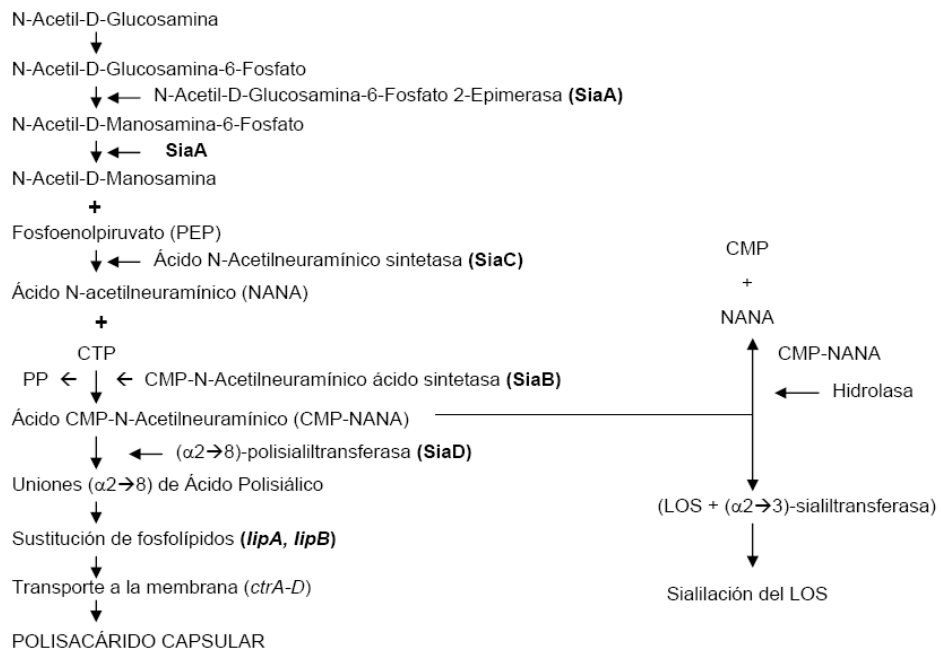 N-Acetil-D-Glucosamina
N-Acetil-D-Glucosamina-6-Fosfato
N-Acetil-D-Glucosamina-6-Fosfato 2-Epimerasa (SiaA)
N-Acetil-D-Manosamina-6-Fosfato
SiaA
N-Acetil-D-Manosamina
+
Fosfoenolpiruvato (PEP)
Ácido N-Acetilneuramínico sintetasa (SiaC)
Ácido N-acetilneuramínico (NANA)
+
CTP
PP ← ← CMP-N-Acetilneuramínico ácido sintetasa (SiaB)
Ácido CMP-N-Acetilneuramínico (CMP-NANA)
(α2→8)-polisialiltransferasa (SiaD)
Uniones (α2→8) de Ácido Polisiálico
Sustitución de fosfolípidos (lipA, lipB)
Transporte a la membrana (ctrA-D)
POLISACÁRIDO CAPSULAR
CMP
+
NANA
CMP-NANA
Hidrolasa
(LOS + (α2→3)-sialiltransferasa)
Sialilación del LOS